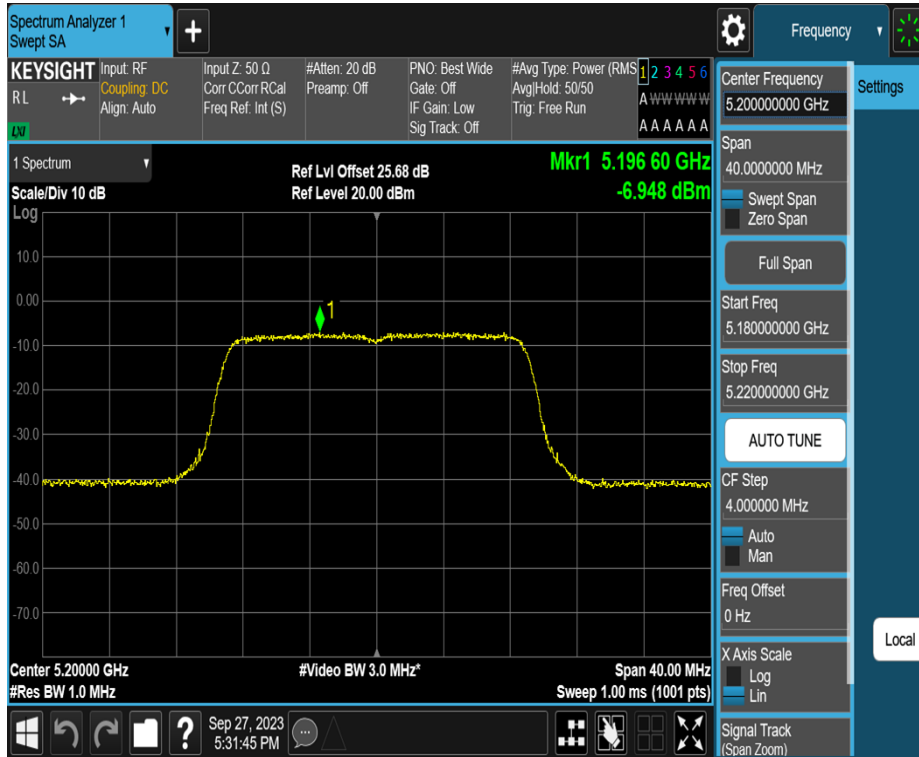 Spectrum Analyzer 1
Swept SA
+
Frequency
KEYSIGHT
R L
LXI
Input: RF
Coupling: DC
Align: Auto
Input Z: 50 Ω
Corr CCorr RCal
Freq Ref: Int (S)
#Atten: 20 dB
Preamp: Off
PNO: Best Wide
Gate: Off
IF Gain: Low
Sig Track: Off
#Avg Type: Power (RMS
Avg|Hold: 50/50
Trig: Free Run
1 2 3 4 5 6
A W W W W W
A A A A A A
1 Spectrum
Scale/Div 10 dB
Log
Ref Lvl Offset 25.68 dB
Ref Level 20.00 dBm
Mkr1 5.196 60 GHz
-6.948 dBm
10.0
0.00
-10.0
-20.0
-30.0
-40.0
-50.0
-60.0
-70.0
1
Center 5.20000 GHz
#Res BW 1.0 MHz
#Video BW 3.0 MHz*
Span 40.00 MHz
Sweep 1.00 ms (1001 pts)
Center Frequency
5.200000000 GHz
Span
40.0000000 MHz
Swept Span
Zero Span
Full Span
Start Freq
5.180000000 GHz
Stop Freq
5.220000000 GHz
AUTO TUNE
CF Step
4.000000 MHz
Auto
Man
Freq Offset
0 Hz
X Axis Scale
Log
Lin
Signal Track
(Span Zoom)
Settings
Local
?
Sep 27, 2023
5:31:45 PM